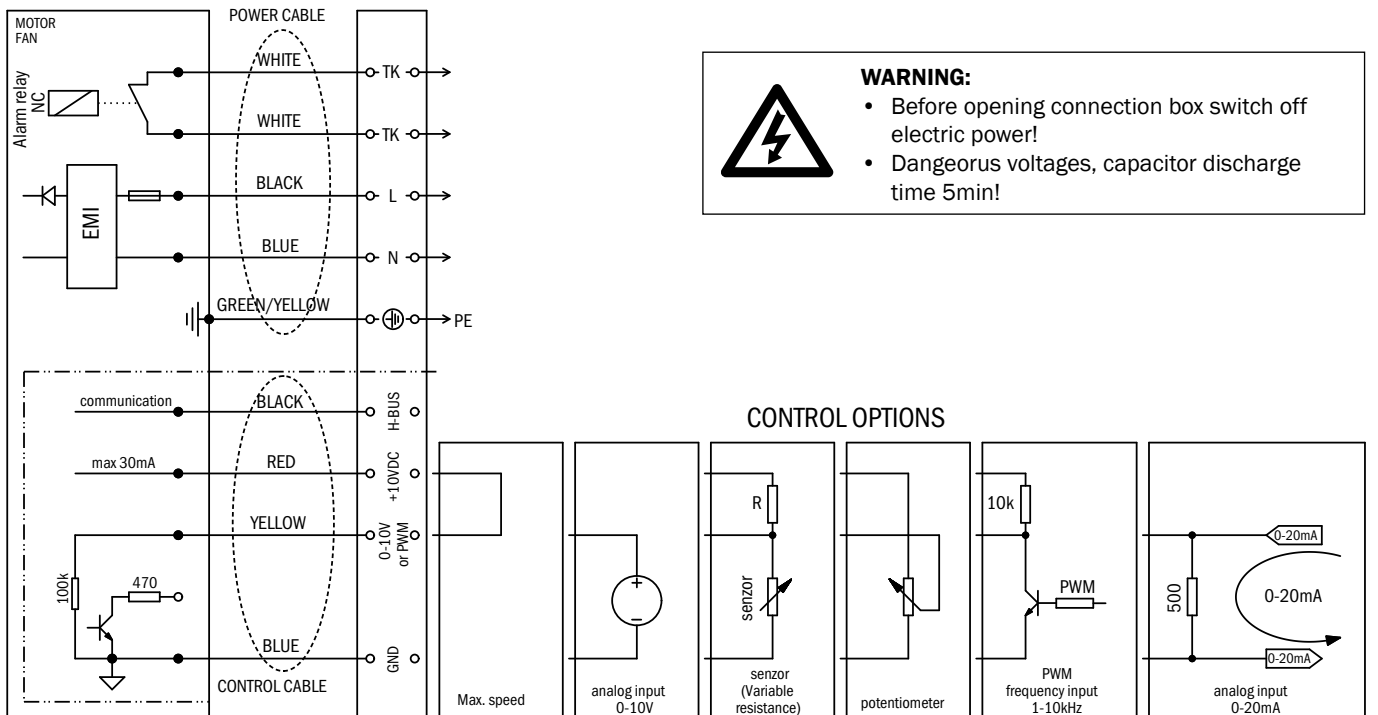 MOTOR
FAN
POWER CABLE
Alarm relay
NC
WHITE
TK
WHITE
TK
BLACK
L
EMI
BLUE
N
GREEN/YELLOW
PE
WARNING:
• Before opening connection box switch off
electric power!
• Dangeorus voltages, capacitor discharge
time 5min!
communication
BLACK
H-BUS
max 30mA
RED
+10VDC
YELLOW
0-10V
or PWM
100k
470
BLUE
GND
CONTROL CABLE
CONTROL OPTIONS
Max. speed
+
−
analog input
0-10V
R
senzor
senzor
(Variable
resistance)
potentiometer
10k
PWM
PWM
frequency input
1-10kHz
500
0-20mA
0-20mA
0-20mA
analog input
0-20mA